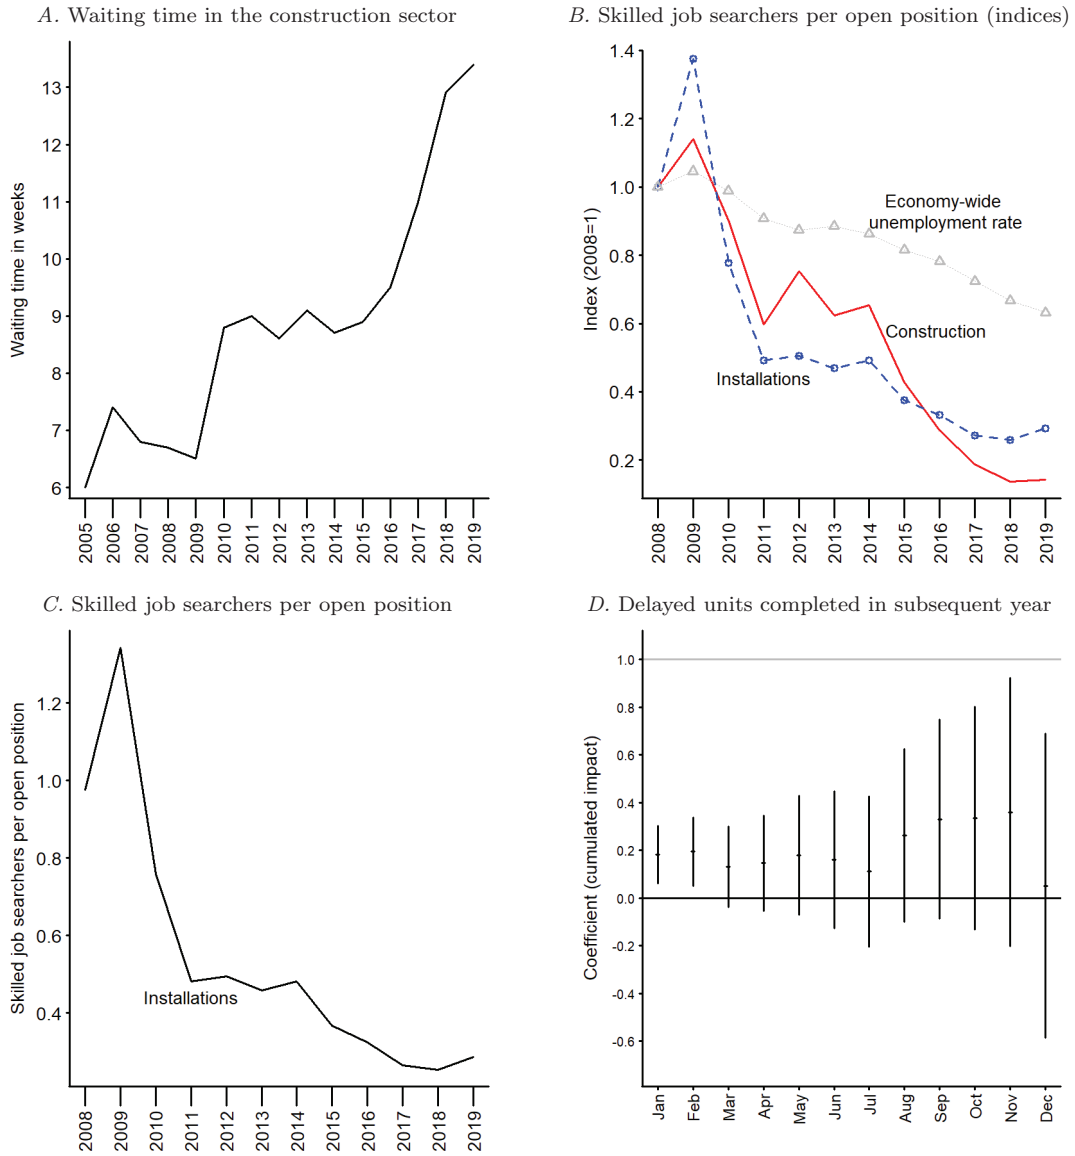 A. Waiting time in the construction sector
Waiting time in weeks
13
12
11
10
9
8
7
6
2005
2006
2007
2008
2009
2010
2011
2012
2013
2014
2015
2016
2017
2018
2019
B. Skilled job searchers per open position (indices)
Index (2008=1)
1.4
1.2
1.0
0.8
0.6
0.4
0.2
Economy-wide
unemployment rate
Construction
Installations
2008
2009
2010
2011
2012
2013
2014
2015
2016
2017
2018
2019
C. Skilled job searchers per open position
Skilled job searchers per open position
1.2
1.0
0.8
0.6
0.4
Installations
2008
2009
2010
2011
2012
2013
2014
2015
2016
2017
2018
2019
D. Delayed units completed in subsequent year
Coefficient (cumulated impact)
1.0
0.8
0.6
0.4
0.2
0.0
-0.2
-0.4
-0.6
Jan
Feb
Mar
Apr
May
Jun
Jul
Aug
Sep
Oct
Nov
Dec